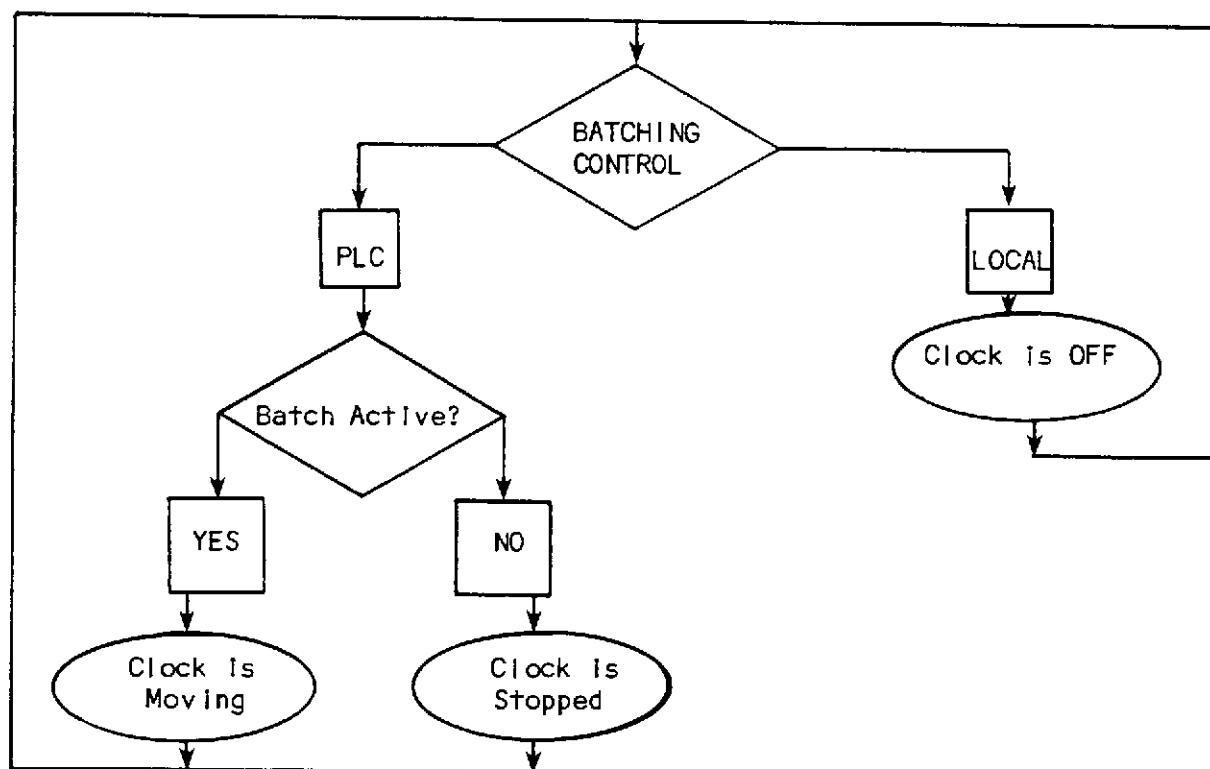 BATCHING
CONTROL
PLC
LOCAL
Clock is OFF
Batch Active?
YES
NO
Clock is
Moving
Clock is
Stopped